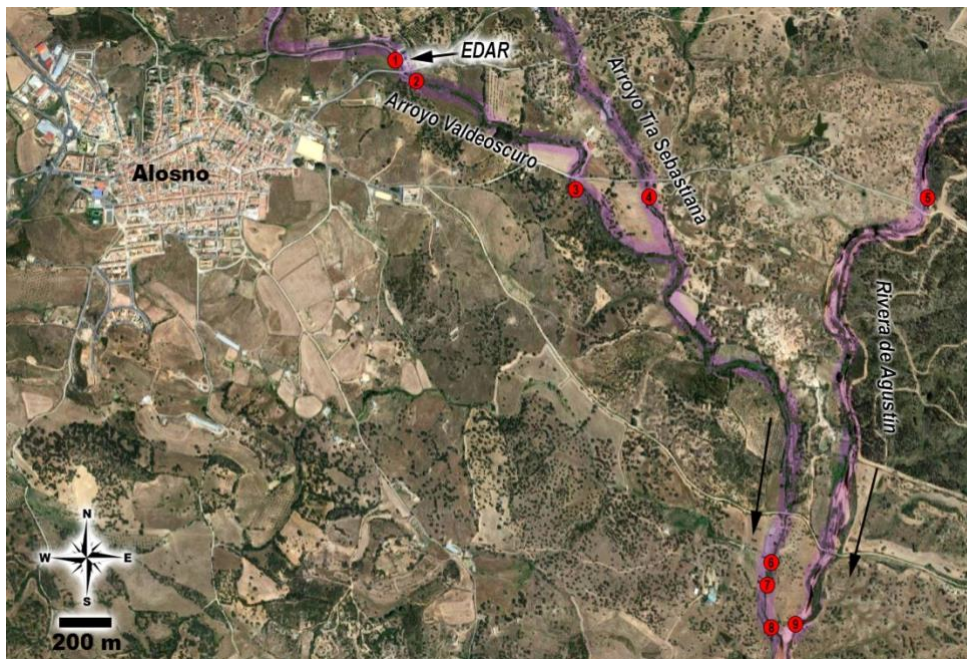 EDAR
1
2
Arroyo Valdeoscuro
Arroyo Tía Sebastiana
Alosno
3
4
5
Rivera de Agustín
N
W E
S
200 m
6
7
8
9